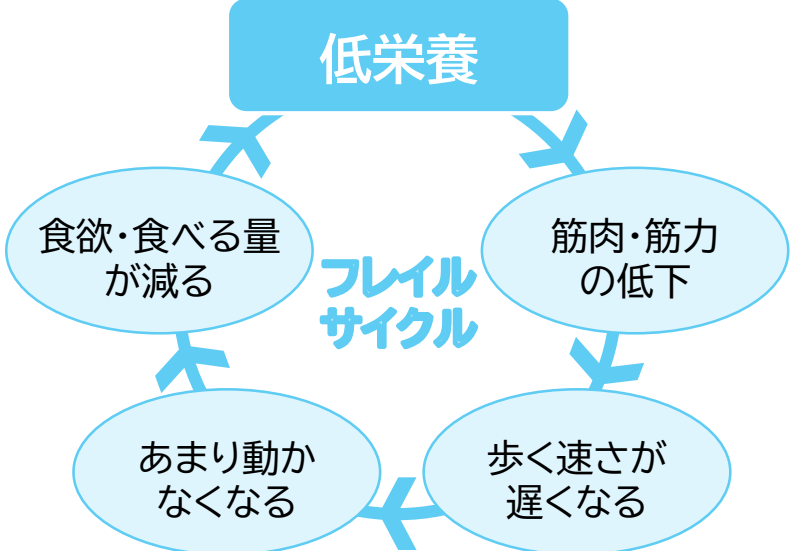 低栄養
筋肉・筋力
の低下
歩く速さが
遅くなる
あまり動か
なくなる
食欲・食べる量
が減る
フレイル
サイクル